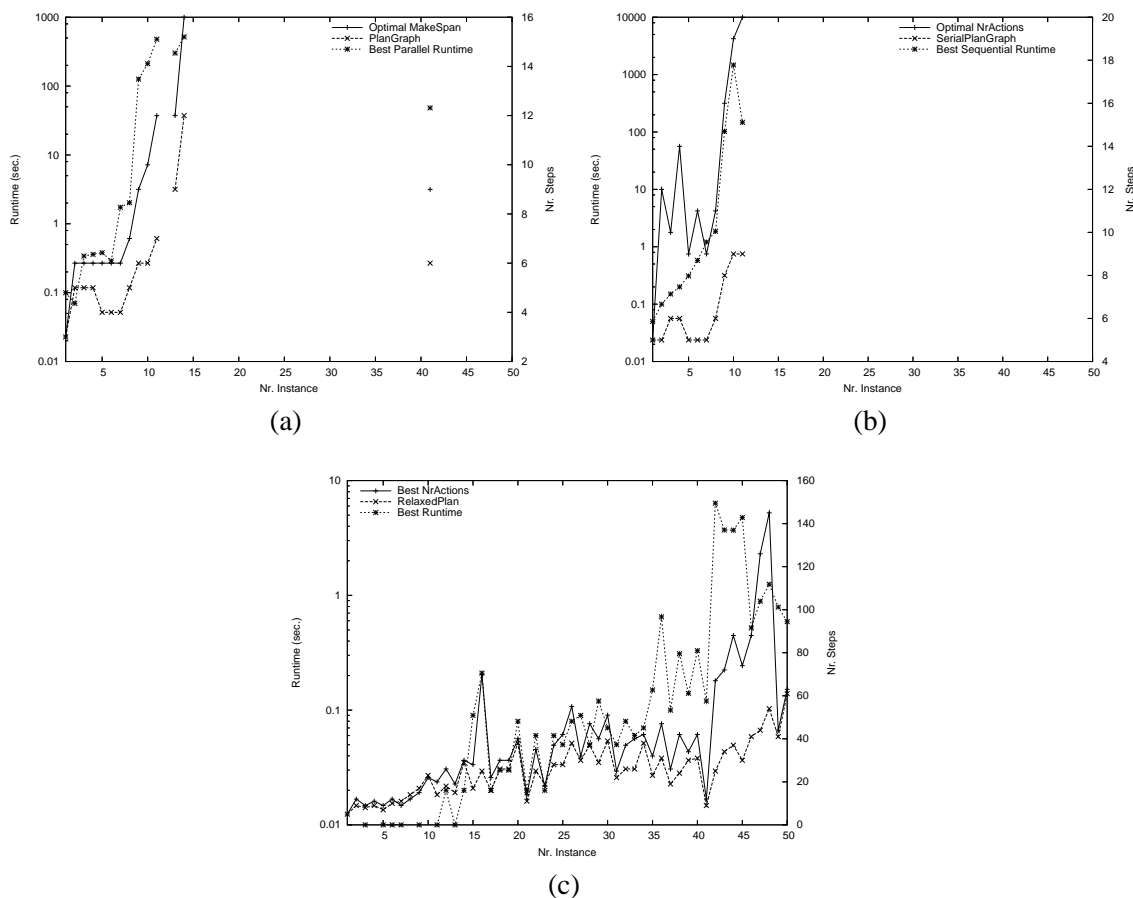 1000
100
10
1
0.1
0.01
Runtime (sec.)
5 10 15 20 25 30 35 40 45 50
Nr. Instance
16
14
12
10
8
6
4
2
Nr. Steps
Optimal MakeSpan
PlanGraph
Best Parallel Runtime
(a)
10000
1000
100
10
1
0.1
0.01
Runtime (sec.)
5 10 15 20 25 30 35 40 45 50
Nr. Instance
20
18
16
14
12
10
8
6
4
Nr. Steps
Optimal NrActions
SerialPlanGraph
Best Sequential Runtime
(b)
10
1
0.1
0.01
Runtime (sec.)
5 10 15 20 25 30 35 40 45 50
Nr. Instance
160
140
120
100
80
60
40
20
0
Nr. Steps
Best NrActions
RelaxedPlan
Best Runtime
(c)